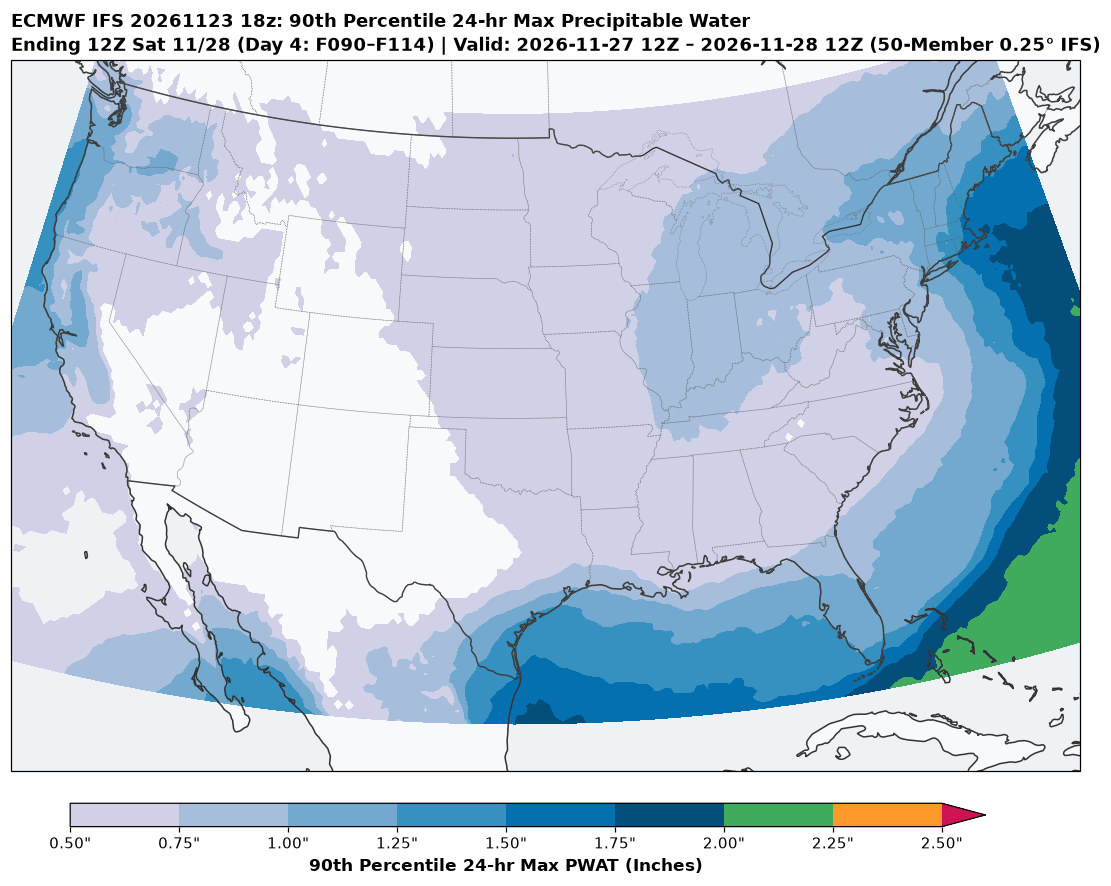 ECMWF IFS 20261123 18z: 90th Percentile 24-hr Max Precipitable Water
Ending 12Z Sat 11/28 (Day 4: F090–F114) | Valid: 2026-11-27 12Z – 2026-11-28 12Z (50-Member 0.25° IFS)
0.50" 0.75" 1.00" 1.25" 1.50" 1.75" 2.00" 2.25" 2.50"
90th Percentile 24-hr Max PWAT (Inches)